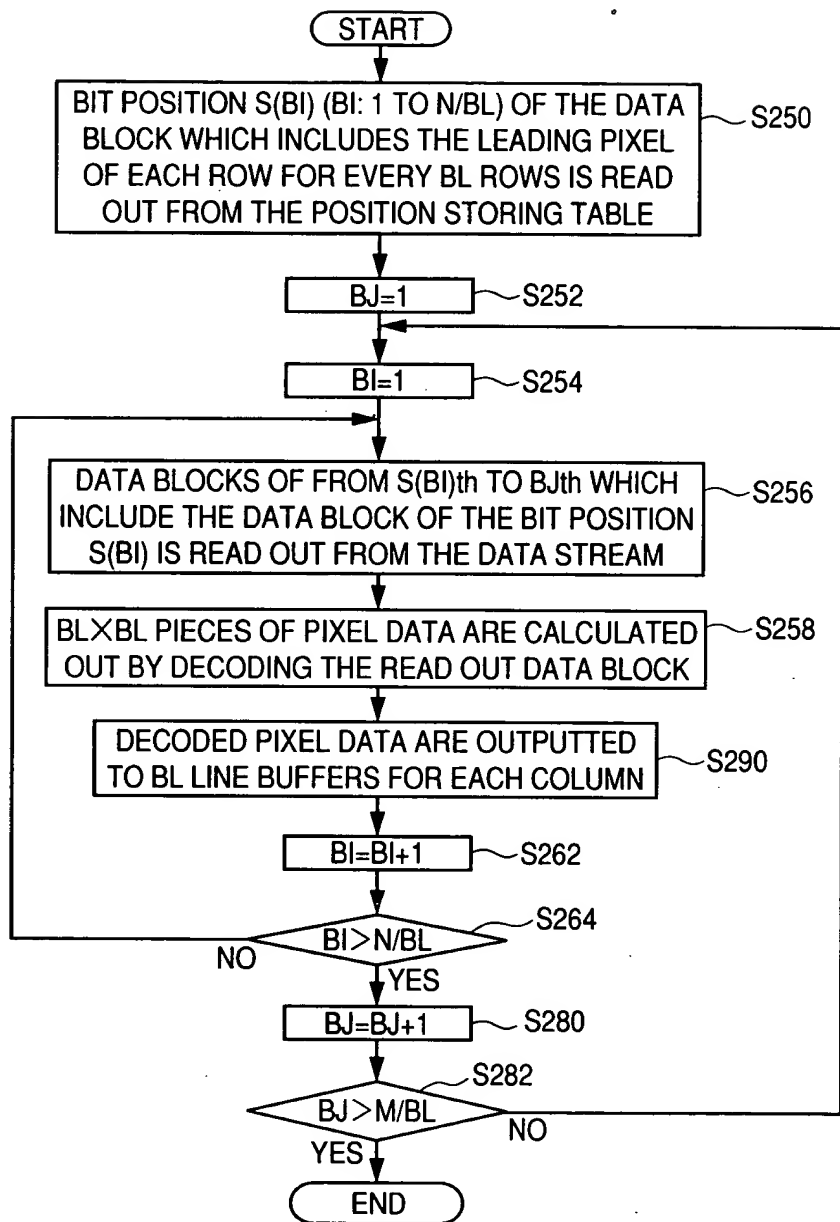 START
BIT POSITION S(BI) (BI: 1 TO N/BL) OF THE DATA
BLOCK WHICH INCLUDES THE LEADING PIXEL
OF EACH ROW FOR EVERY BL ROWS IS READ
OUT FROM THE POSITION STORING TABLE
S250
BJ=1
S252
BI=1
S254
DATA BLOCKS OF FROM S(BI)th TO BJth WHICH
INCLUDE THE DATA BLOCK OF THE BIT POSITION
S(BI) IS READ OUT FROM THE DATA STREAM
S256
BL×BL PIECES OF PIXEL DATA ARE CALCULATED
OUT BY DECODING THE READ OUT DATA BLOCK
S258
DECODED PIXEL DATA ARE OUTPUTTED
TO BL LINE BUFFERS FOR EACH COLUMN
S290
BI=BI+1
S262
S264
BI>N/BL
NO
YES
BJ=BJ+1
S280
S282
BJ>M/BL
NO
YES
END